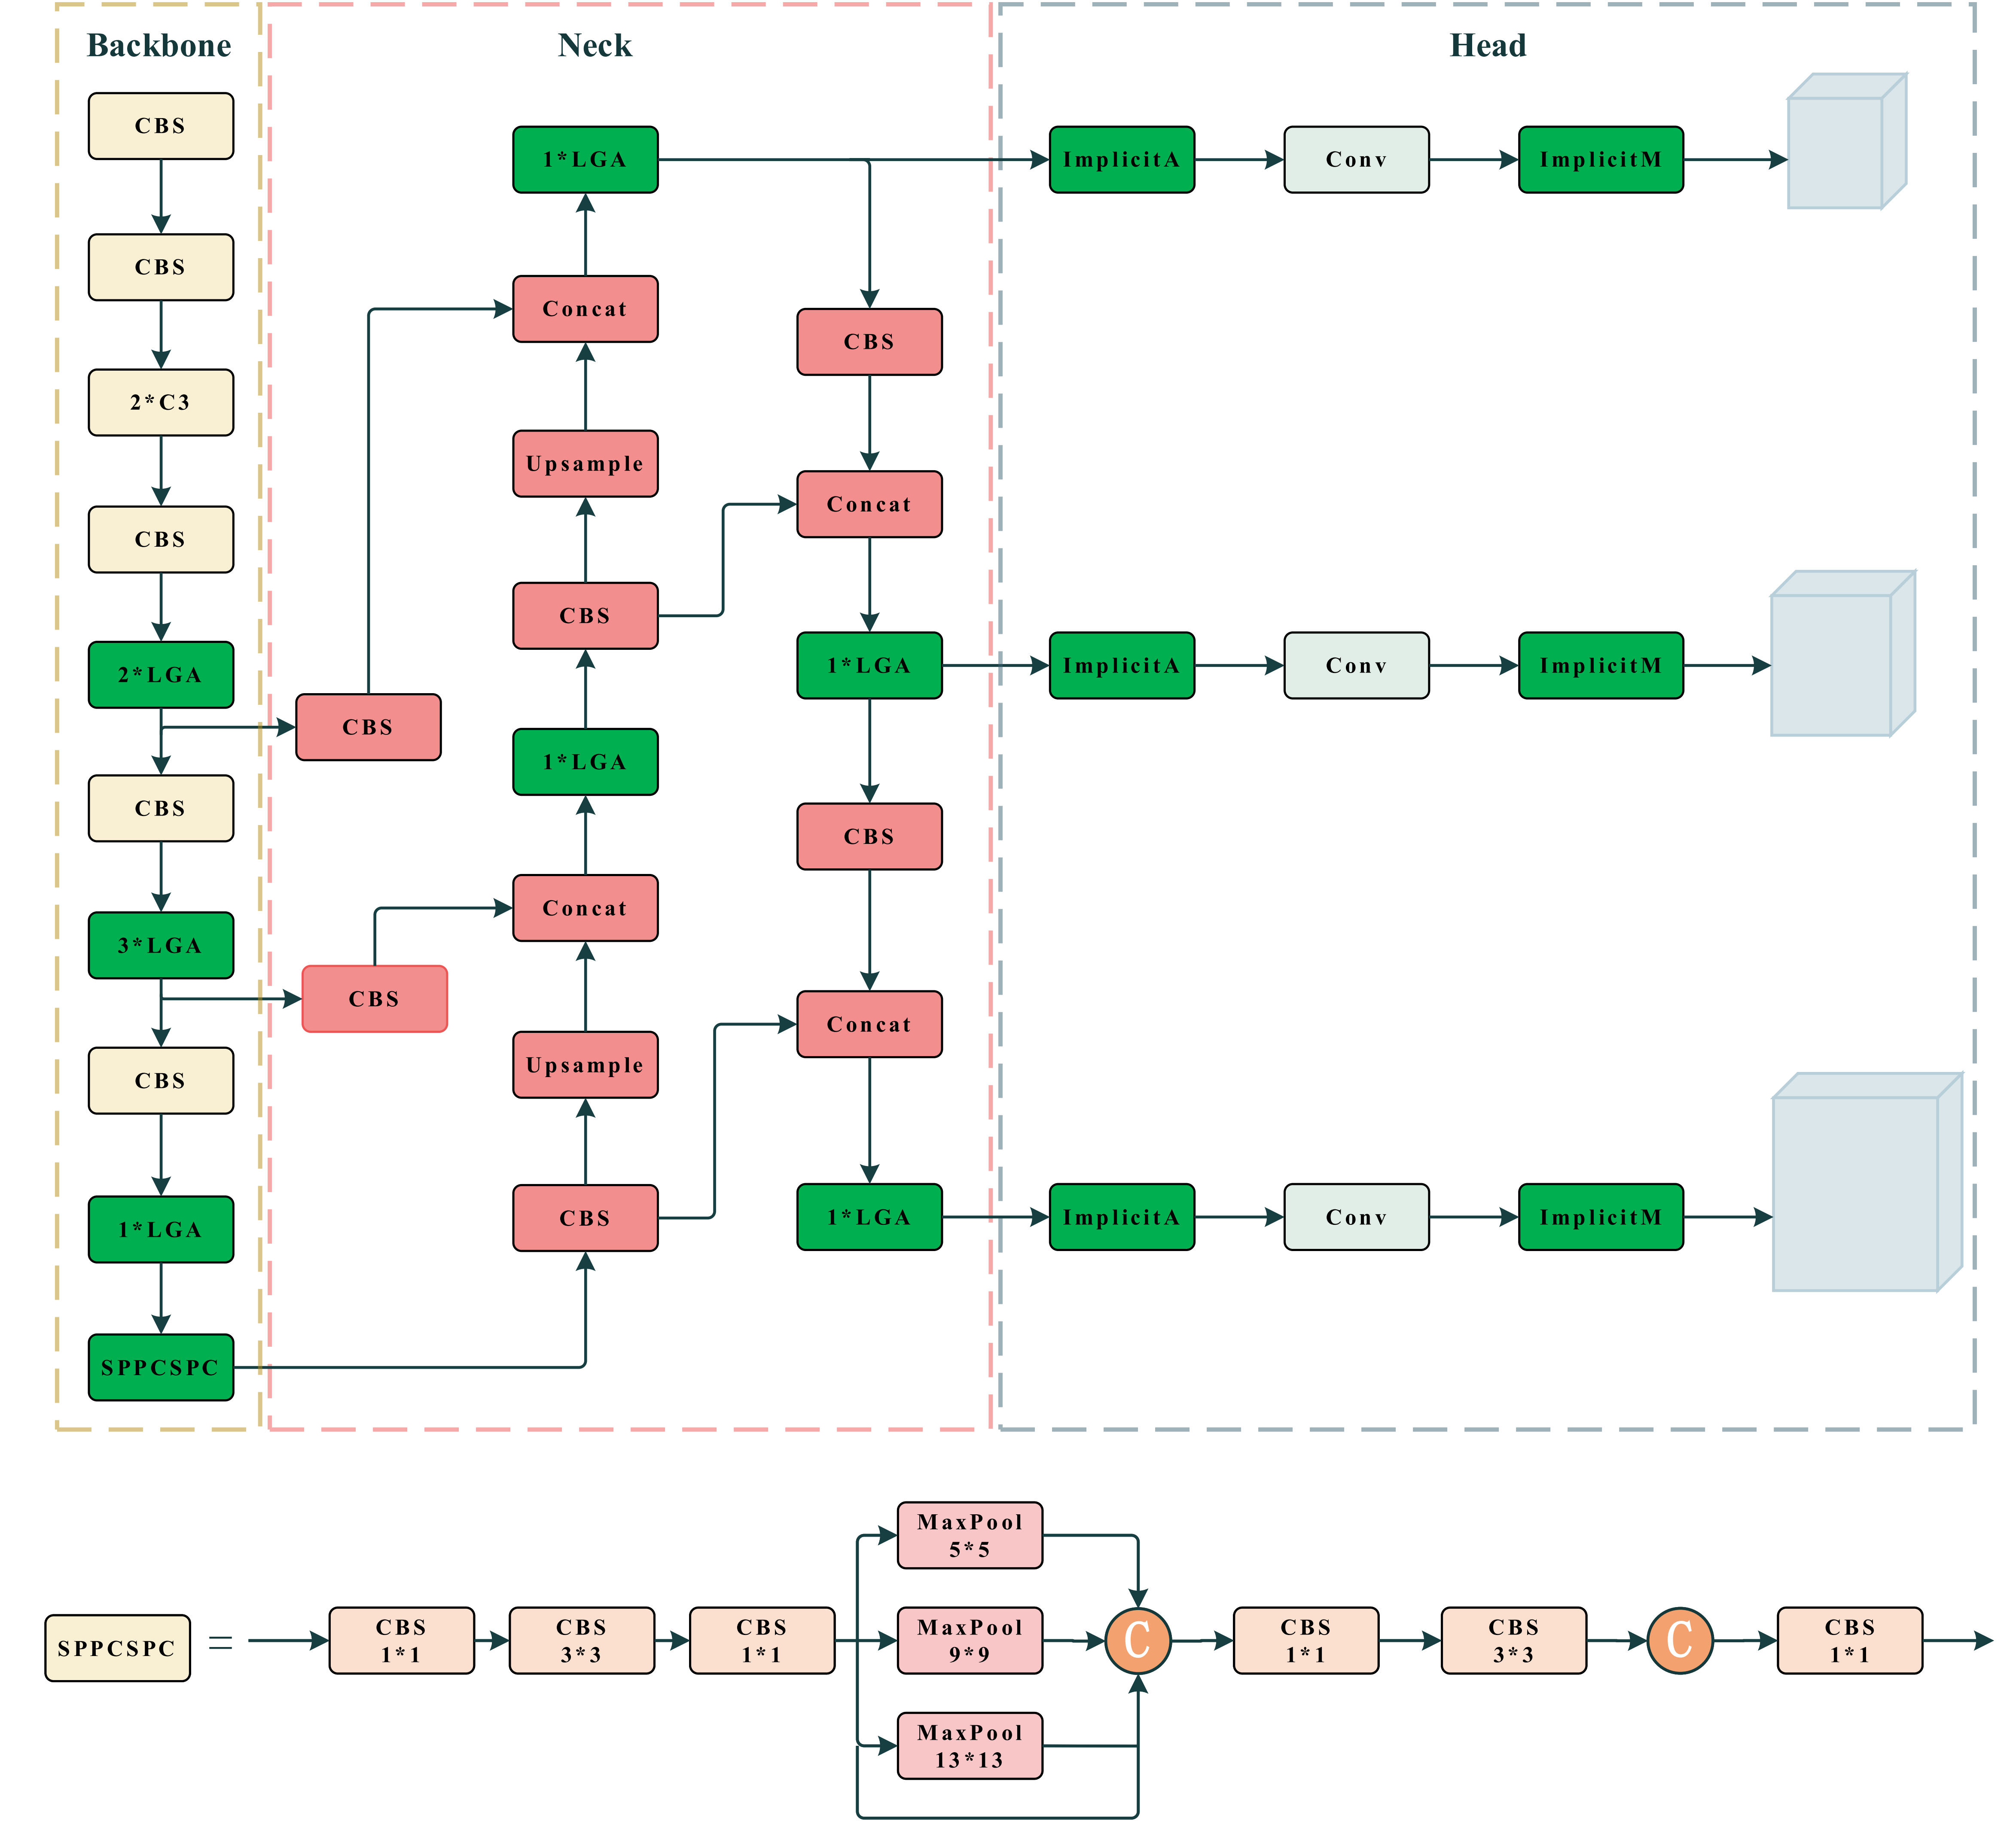 Backbone
Neck
Head
CBS
CBS
2*C3
CBS
2*LGA
CBS
3*LGA
CBS
1*LGA
SPPCSPC
CBS
CBS
1*LGA
Concat
Upsample
CBS
1*LGA
Concat
Upsample
CBS
CBS
Concat
1*LGA
CBS
Concat
1*LGA
ImplicitA
Conv
ImplicitM
ImplicitA
Conv
ImplicitM
ImplicitA
Conv
ImplicitM
SPPCSPC
=
CBS
1*1
CBS
3*3
CBS
1*1
MaxPool
5*5
MaxPool
9*9
MaxPool
13*13
C
CBS
1*1
CBS
3*3
C
CBS
1*1